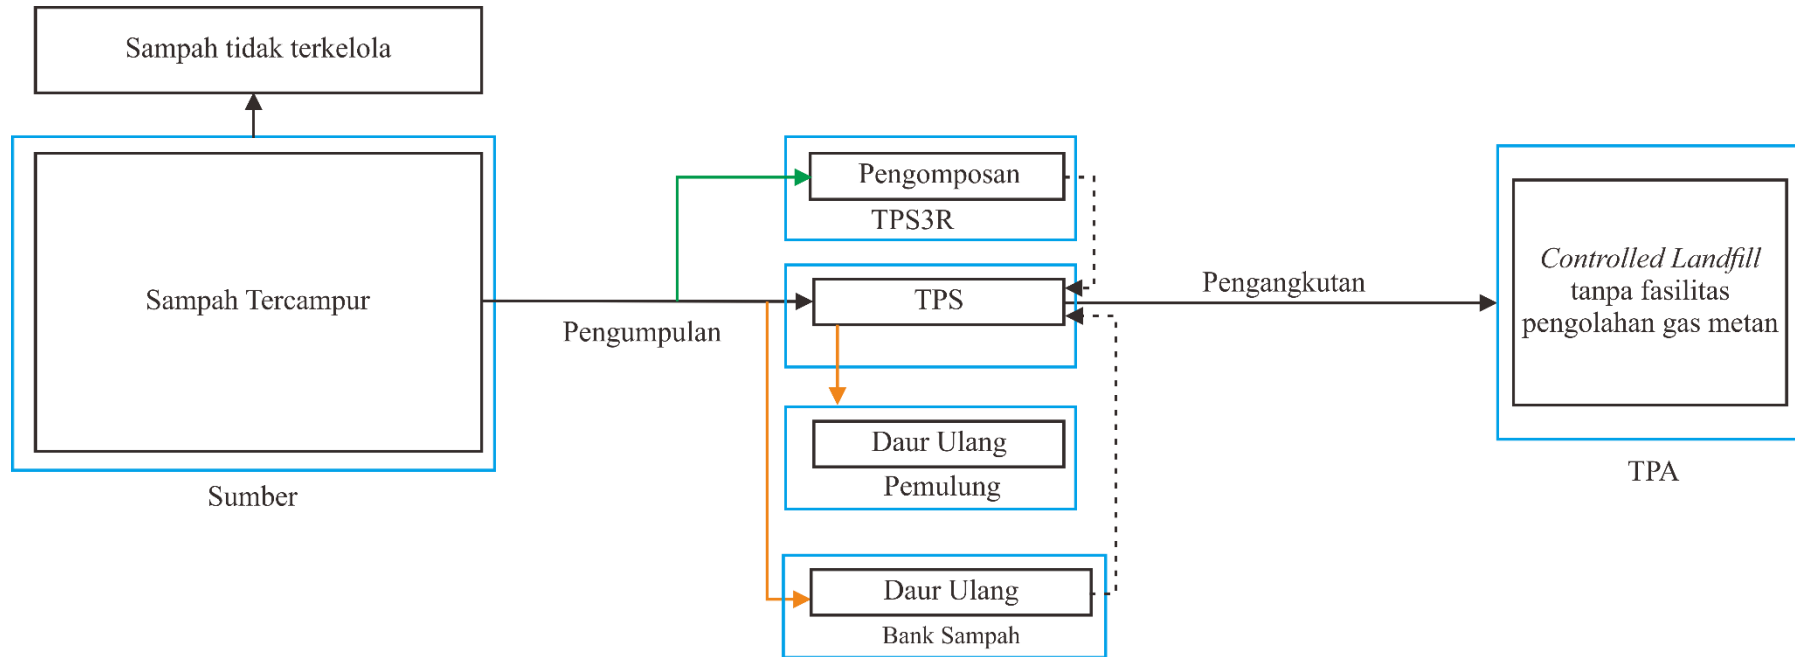 Sampah tidak terkelola
Sampah Tercampur
Sumber
Pengumpulan
Pengomposan
TPS3R
TPS
Daur Ulang
Pemulung
Daur Ulang
Bank Sampah
Pengangkutan
Controlled Landfill
tanpa fasilitas
pengolahan gas metan
TPA